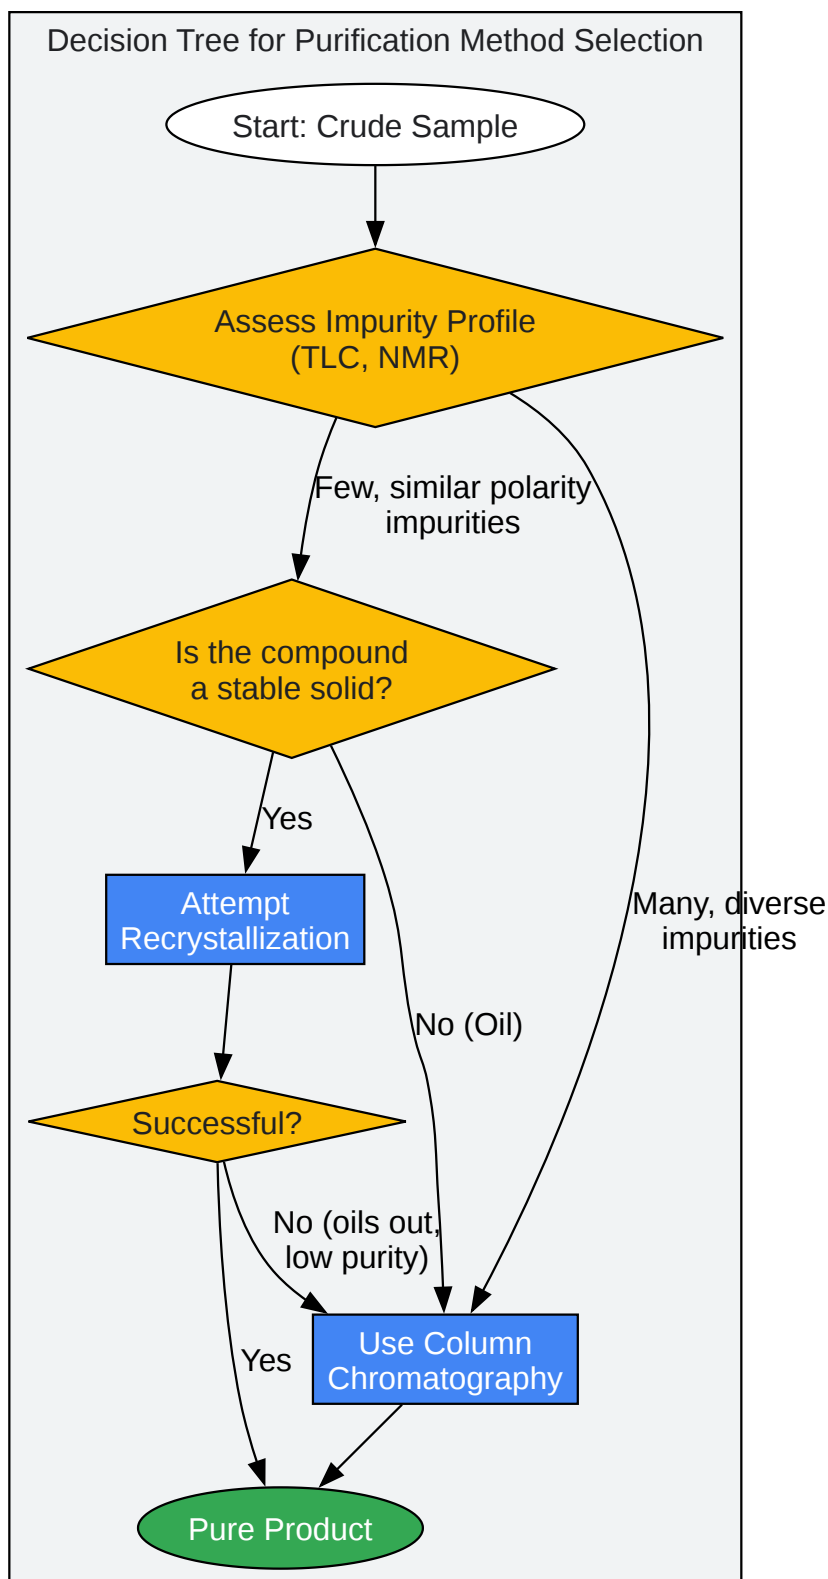 Decision Tree for Purification Method Selection
Start: Crude Sample
Assess Impurity Profile
(TLC, NMR)
Few, similar polarity
impurities
Is the compound
a stable solid?
Yes
Attempt
Recrystallization
Many, diverse
impurities
No (Oil)
Successful?
No (oils out,
low purity)
Yes
Use Column
Chromatography
Pure Product